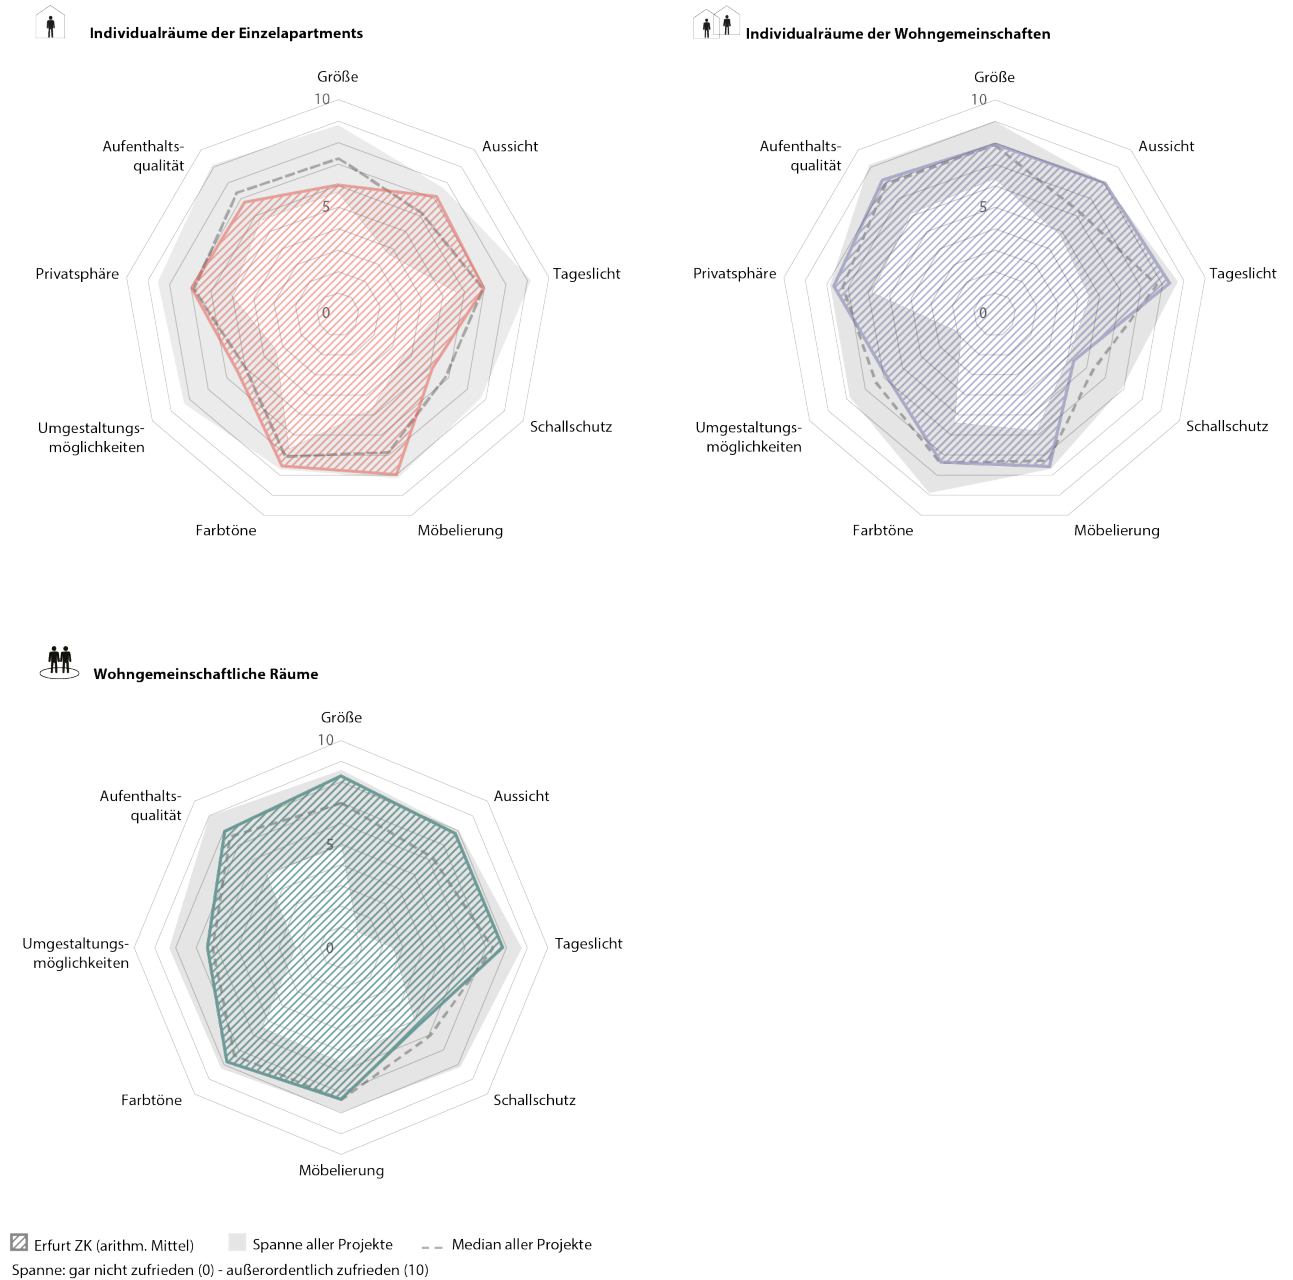 Individualräume der Einzelapartments
Größe
10
Aufenthalts-
qualität
Aussicht
5
Privatsphäre
Tageslicht
0
Umgestaltungs-
möglichkeiten
Schallschutz
Farbtöne
Möbelierung
Individualräume der Wohngemeinschaften
Größe
10
Aufenthalts-
qualität
Aussicht
5
Privatsphäre
Tageslicht
0
Umgestaltungs-
möglichkeiten
Schallschutz
Farbtöne
Möbelierung
Wohngemeinschaftliche Räume
Größe
10
Aufenthalts-
qualität
Aussicht
5
Umgestaltungs-
möglichkeiten
Tageslicht
0
Farbtöne
Schallschutz
Möbelierung
Erfurt ZK (arithm. Mittel) Spanne aller Projekte Median aller Projekte
Spanne: gar nicht zufrieden (0) - außerordentlich zufrieden (10)